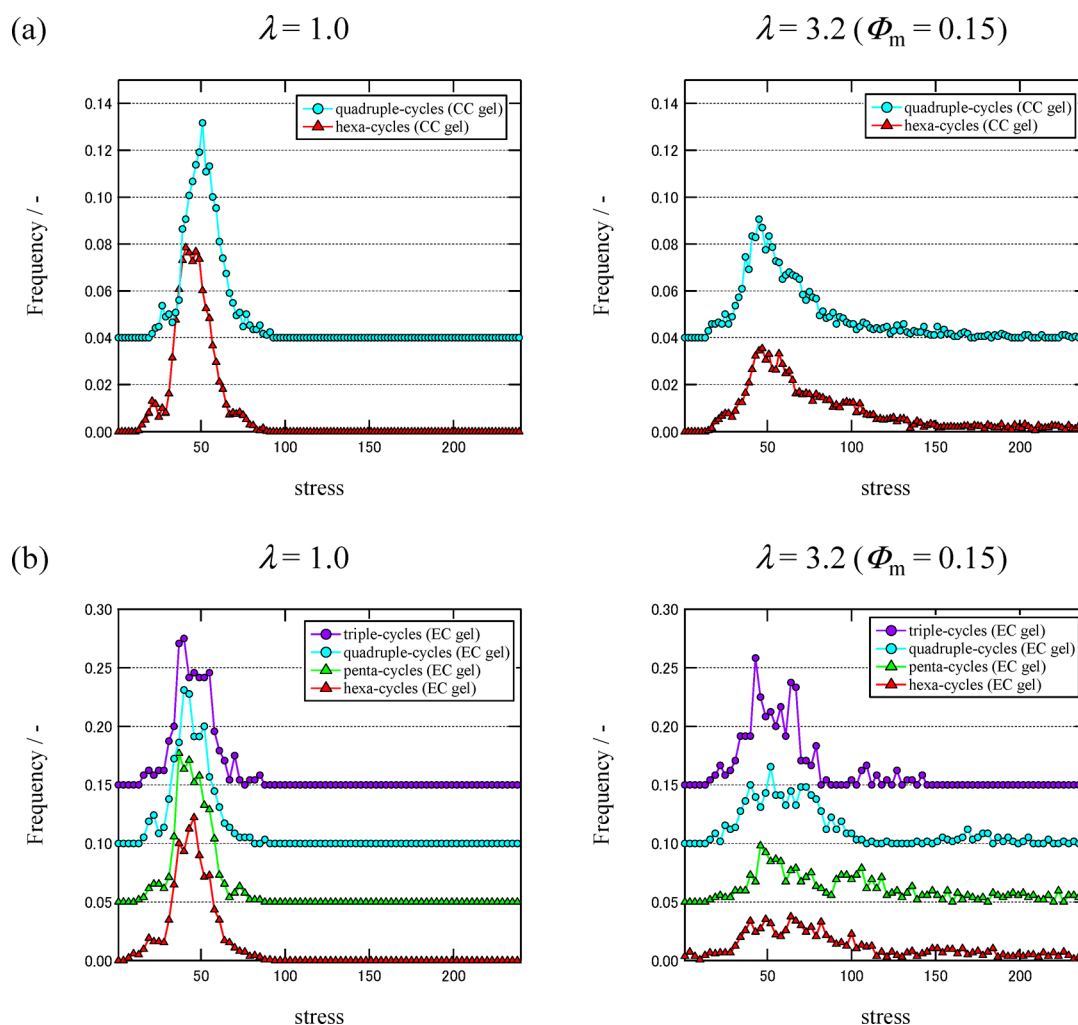 (a)
λ = 1.0
λ = 3.2 (Φm = 0.15)
Frequency / -
0.14
0.12
0.10
0.08
0.06
0.04
0.02
0.00
quadruple-cycles (CC gel)
hexa-cycles (CC gel)
50
100
150
200
stress
Frequency / -
0.14
0.12
0.10
0.08
0.06
0.04
0.02
0.00
quadruple-cycles (CC gel)
hexa-cycles (CC gel)
50
100
150
200
stress
(b)
λ = 1.0
λ = 3.2 (Φm = 0.15)
Frequency / -
0.30
0.25
0.20
0.15
0.10
0.05
0.00
triple-cycles (EC gel)
quadruple-cycles (EC gel)
penta-cycles (EC gel)
hexa-cycles (EC gel)
50
100
150
200
stress
Frequency / -
0.30
0.25
0.20
0.15
0.10
0.05
0.00
triple-cycles (EC gel)
quadruple-cycles (EC gel)
penta-cycles (EC gel)
hexa-cycles (EC gel)
50
100
150
200
stress